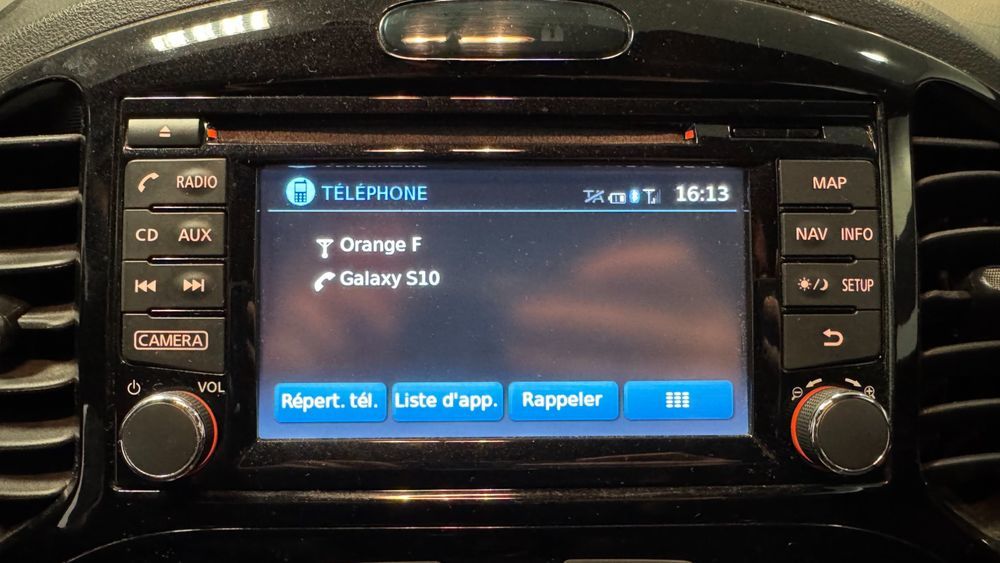 RADIO
CD AUX
CAMERA
VOL
TÉLÉPHONE
TA 16:13
Orange F
Galaxy S10
Répert. tél.
Liste d'app.
Rappeler
MAP
NAV INFO
SETUP